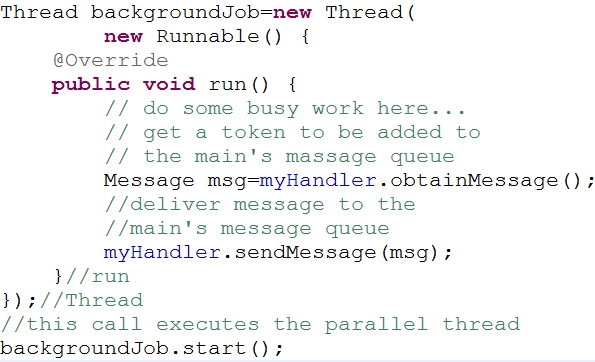 Thread backgroundJob=new Thread(
        new Runnable() {
    @Override
    public void run() {
        // do some busy work here...
        // get a token to be added to
        // the main's massage queue
        Message msg=myHandler.obtainMessage();
        //deliver message to the
        //main's message queue
        myHandler.sendMessage(msg);
    }//run
});//Thread
//this call executes the parallel thread
backgroundJob.start();